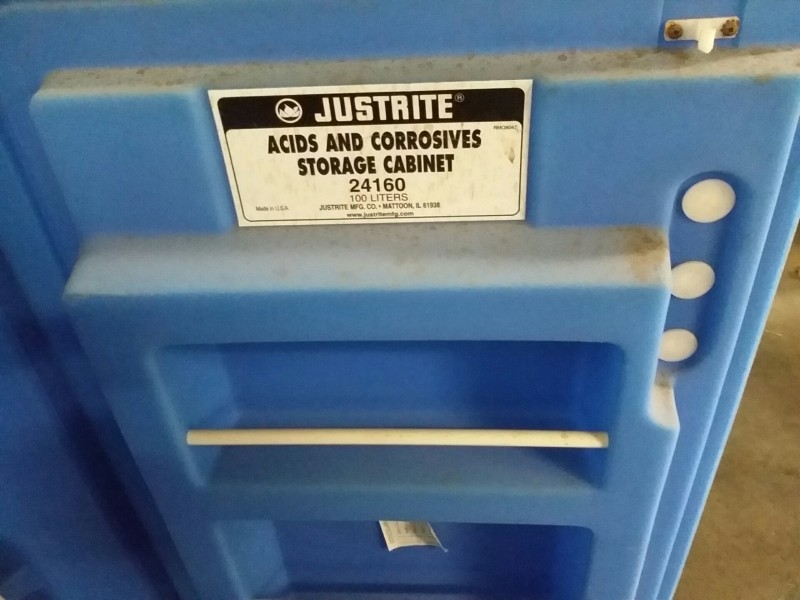 JUSTRITE®
ACIDS AND CORROSIVES
STORAGE CABINET
24160
100 LITERS
Made in U.S.A.
JUSTRITE MFG. CO. • MATTOON, IL 61938
www.justritemfg.com